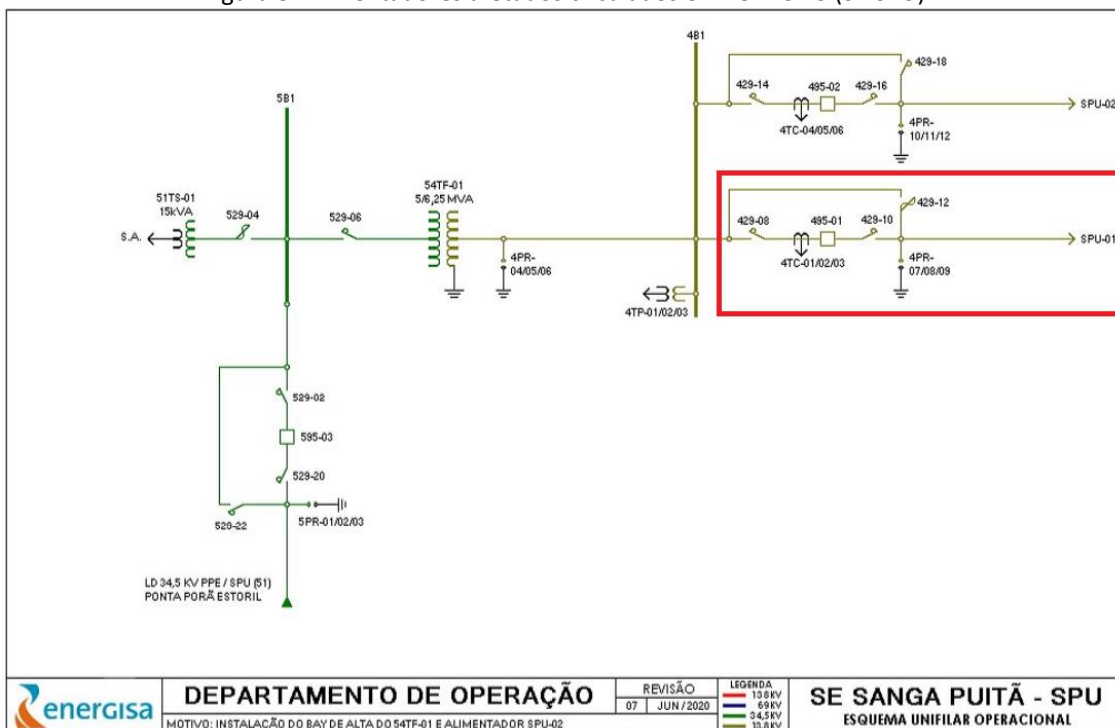 4B1
429-18
429-14
495-02
429-16
SPU-02
4TC-04/05/06
4PR-
10/11/12
5B1
51TS-01
15kVA
529-04
529-06
54TF-01
5/6,25 MVA
S.A.
4PR-
04/05/06
429-12
429-08
495-01
429-10
SPU-01
4TC-01/02/03
4PR-
07/08/09
4TP-01/02/03
529-02
595-03
529-20
529-22
5PR-01/02/03
LD 34,5 KV PPE / SPU (51)
PONTA PORÃ ESTORIL
energisa
DEPARTAMENTO DE OPERAÇÃO
MOTIVO: INSTALAÇÃO DO BAY DE ALTA DO 54TF-01 E ALIMENTADOR SPU-02
REVISÃO
07 JUN/2020
LEGENDA
138KV
69KV
34,5KV
13,8KV
SE SANGA PUITÃ - SPU
ESQUEMA UNIFILAR OPERACIONAL